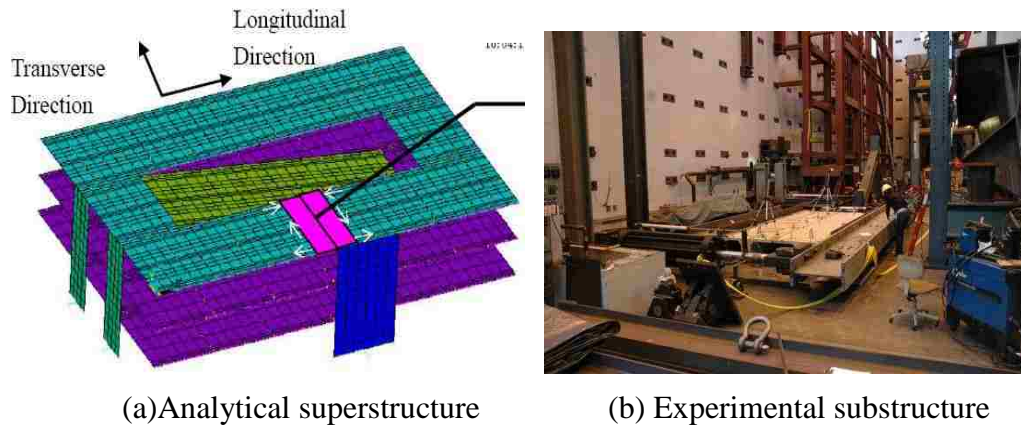 Longitudinal
Direction
Transverse
Direction
(a)Analytical superstructure
(b) Experimental substructure